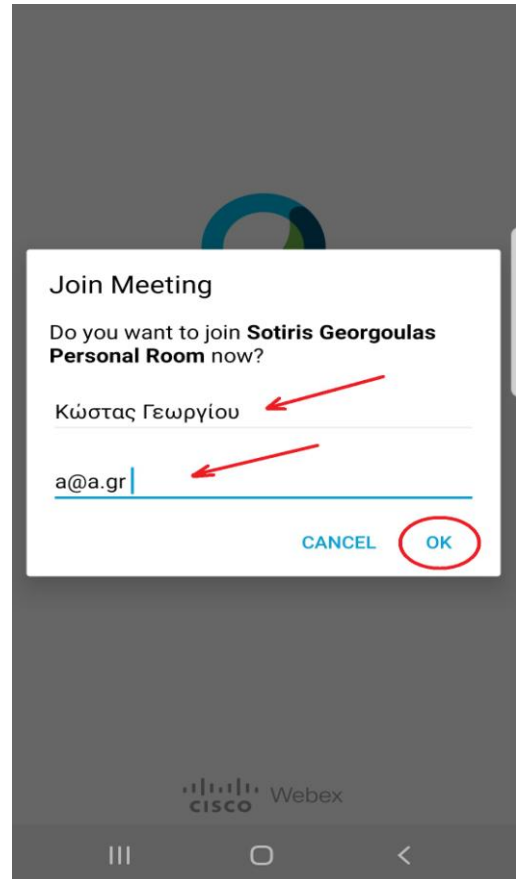 Join Meeting
Do you want to join Sotiris Georgoulas
Personal Room now?
Κώστας Γεωργίου
a@a.gr
CANCEL OK
CISCO Webex